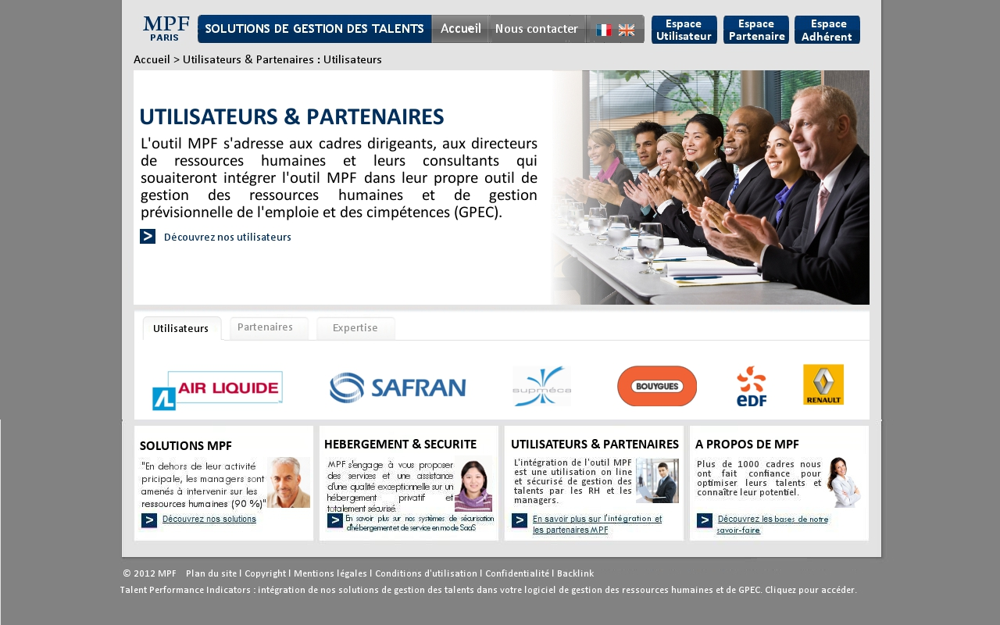 MPF
PARIS
SOLUTIONS DE GESTION DES TALENTS
Accueil
Nous contacter
Espace
Utilisateur
Espace
Partenaire
Espace
Adhérent
Accueil > Utilisateurs & Partenaires : Utilisateurs
UTILISATEURS & PARTENAIRES
L'outil MPF s'adresse aux cadres dirigeants, aux directeurs
de ressources humaines et leurs consultants qui
souaiteront intégrer l'outil MPF dans leur propre outil de
gestion des ressources humaines et de gestion
prévisionnelle de l'emploie et des cimpétences (GPEC).
> Découvrez nos utilisateurs
Utilisateurs
Partenaires
Expertise
AL AIR LIQUIDE
SAFRAN
supméca
BOUYGUES
eDF
RENAULT
SOLUTIONS MPF
"En dehors de leur activité
pricipale, les managers sont
amenés à intervenir sur les
ressources humaines (90 %)"
> Découvrez nos solutions
HEBERGEMENT & SECURITE
MPF s'engage à vous proposer
des services et une assistance
d'une qualité exceptionnelle sur un
hébergement privatif et
totalement sécurisé.
> En savoir plus sur nos systèmes de sécurisation
d'hébergement et de service en mode SaaS
UTILISATEURS & PARTENAIRES
L'intégration de l'outil MPF
est une utilisation on line
et sécurisé de gestion des
talents par les RH et les
managers.
> En savoir plus sur l'intégration et
les partenaires MPF
A PROPOS DE MPF
Plus de 1000 cadres nous
ont fait confiance pour
optimiser leurs talents et
connaître leur potentiel.
> Découvrez les bases de notre
savoir-faire
© 2012 MPF Plan du site l Copyright l Mentions légales l Conditions d'utilisation l Confidentialité l Backlink
Talent Performance Indicators : intégration de nos solutions de gestion des talents dans votre logiciel de gestion des ressources humaines et de GPEC. Cliquez pour accéder.